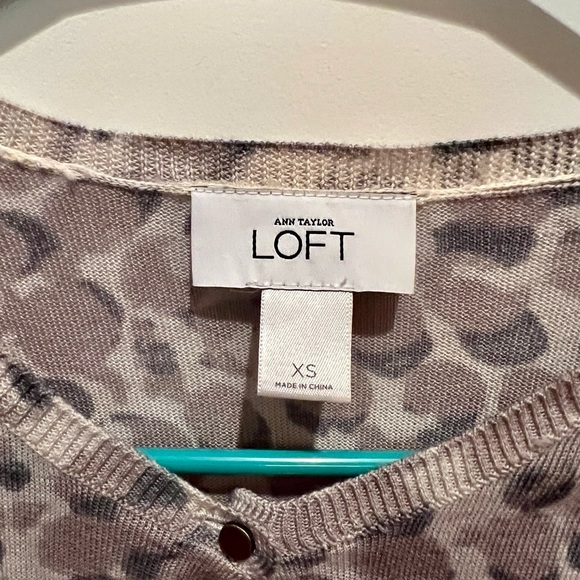 ANN TAYLOR
LOFT
XS
MADE IN CHINA